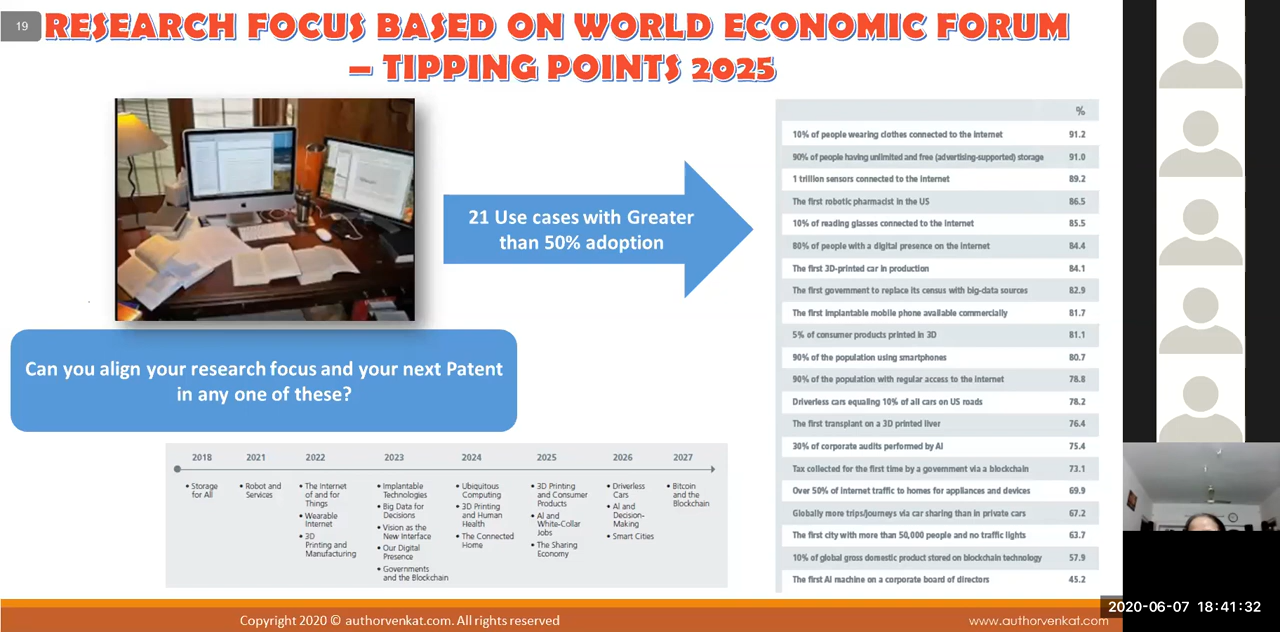 19
RESEARCH FOCUS BASED ON WORLD ECONOMIC FORUM
– TIPPING POINTS 2025
21 Use cases with Greater
than 50% adoption
Can you align your research focus and your next Patent
in any one of these?
%
10% of people wearing clothes connected to the internet 91.2
90% of people having unlimited and free (advertising-supported) storage 91.0
1 trillion sensors connected to the internet 89.2
The first robotic pharmacist in the US 86.5
10% of reading glasses connected to the internet 85.5
80% of people with a digital presence on the internet 84.4
The first 3D-printed car in production 84.1
The first government to replace its census with big-data sources 82.9
The first implantable mobile phone available commercially 81.7
5% of consumer products printed in 3D 81.1
90% of the population using smartphones 80.7
90% of the population with regular access to the internet 78.8
Driverless cars equaling 10% of all cars on US roads 78.2
The first transplant on a 3D printed liver 76.4
30% of corporate audits performed by AI 75.4
Tax collected for the first time by a government via a blockchain 73.1
Over 50% of internet traffic to homes for appliances and devices 69.9
Globally more trips/journeys via car sharing than in private cars 67.2
The first city with more than 50,000 people and no traffic lights 63.7
10% of global gross domestic product stored on blockchain technology 57.9
The first AI machine on a corporate board of directors 45.2
2018
• Storage
for All
2021
• Robot and
Services
2022
• The Internet
of and for
Things
• Wearable
Internet
• 3D
Printing and
Manufacturing
2023
• Implantable
Technologies
• Big Data for
Decisions
• Vision as the
New Interface
• Our Digital
Presence
• Governments
and the Blockchain
2024
• Ubiquitous
Computing
• 3D Printing
and Human
Health
• The Connected
Home
2025
• 3D Printing
and Consumer
Products
• AI and
White-Collar
Jobs
• The Sharing
Economy
2026
• Driverless
Cars
• AI and
Decision-
Making
• Smart Cities
2027
• Bitcoin
and the
Blockchain
Copyright 2020 © authorvenkat.com. All rights reserved
www.authorvenkat.com
2020-06-07 18:41:32